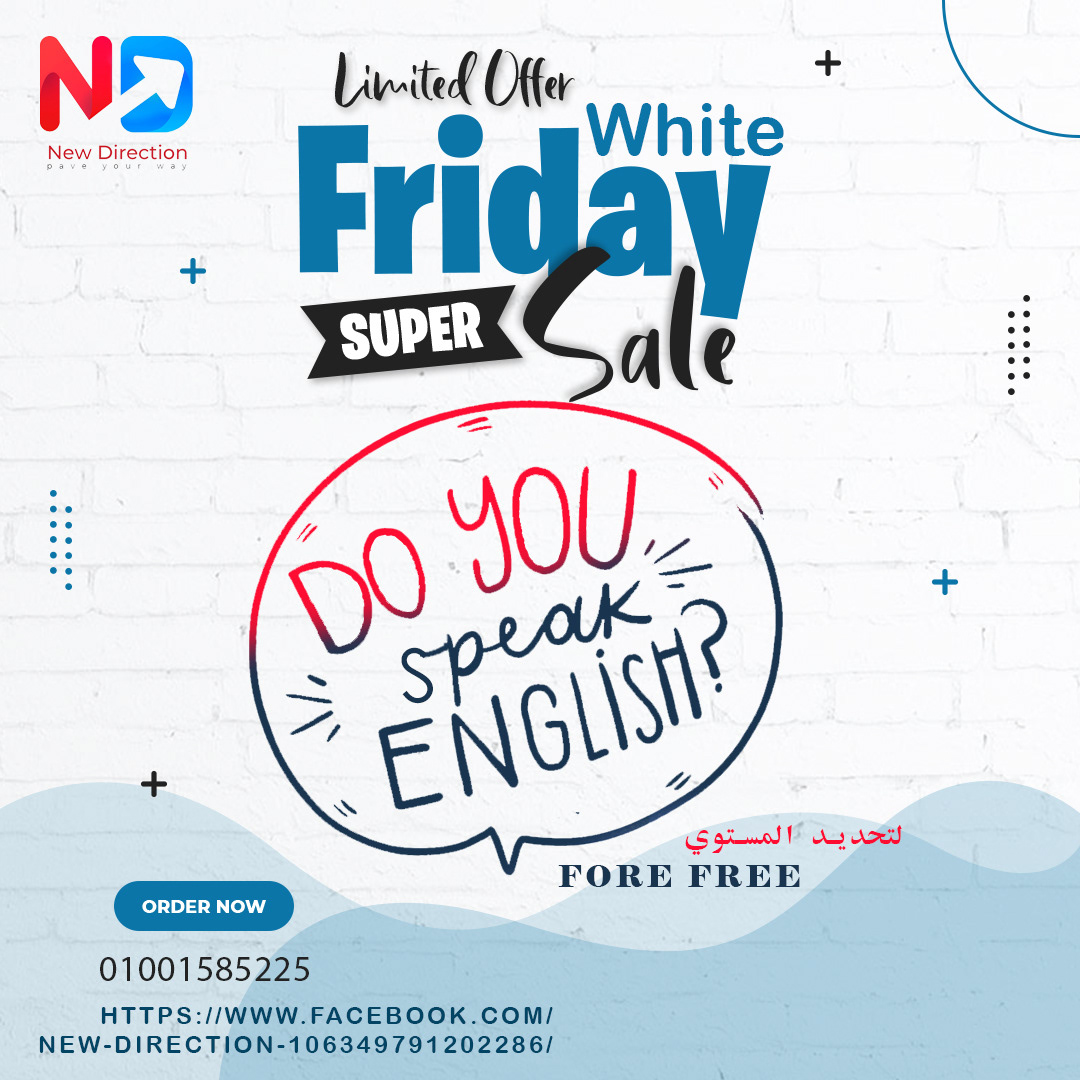 ND
New Direction
pave your way
Limited Offer
White
Friday
SUPER
Sale
DO YOU
speak
ENGLISH?
لتحديد المستوي
FORE FREE
ORDER NOW
01001585225
HTTPS://WWW.FACEBOOK.COM/
NEW-DIRECTION-106349791202286/